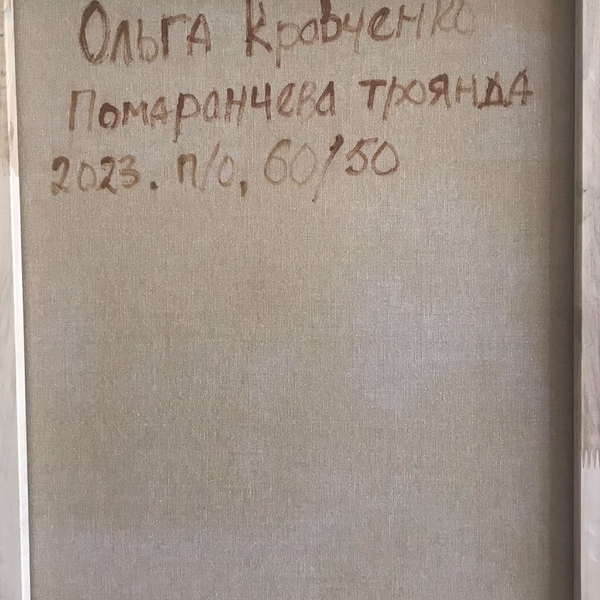 Ольга Кравченко
Помаранчева троянда
2023. п/о, 60/50